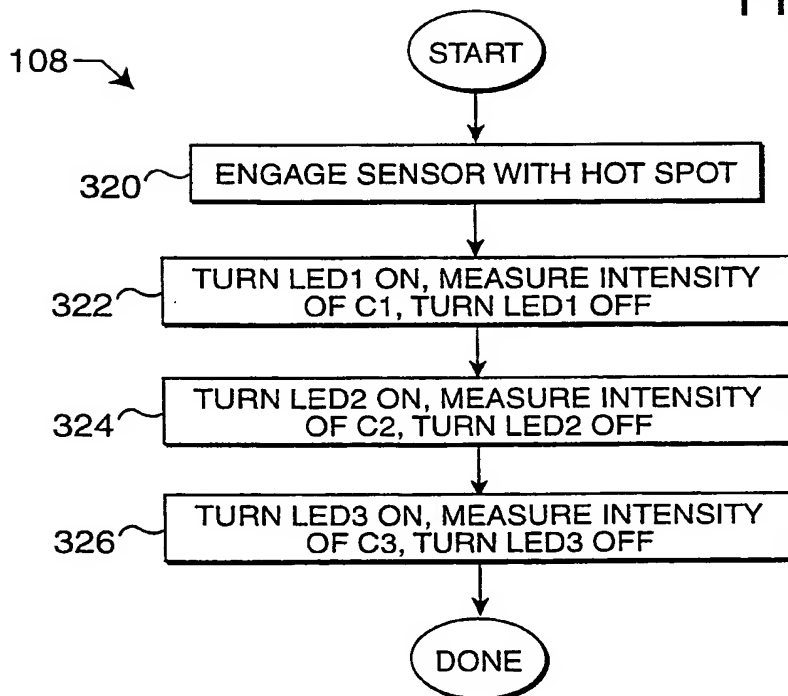 START
108
ENGAGE SENSOR WITH HOT SPOT
320
TURN LED1 ON, MEASURE INTENSITY
OF C1, TURN LED1 OFF
322
TURN LED2 ON, MEASURE INTENSITY
OF C2, TURN LED2 OFF
324
TURN LED3 ON, MEASURE INTENSITY
OF C3, TURN LED3 OFF
326
DONE